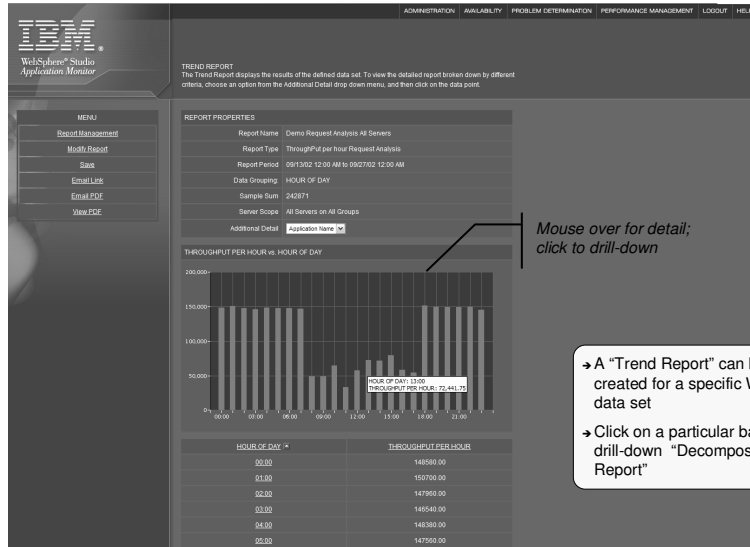 ADMINISTRATION AVAILABILITY PROBLEM DETERMINATION PERFORMANCE MANAGEMENT LOGOUT HEL
IBM®
WebSphere® Studio
Application Monitor
TREND REPORT
The Trend Report displays the results of the defined data set. To view the detailed report broken down by different
criteria, choose an option from the Additional Detail drop down menu, and then click on the data point.
MENU
Report Management
Modify Report
Save
Email Link
Email PDF
View PDF
REPORT PROPERTIES
Report Name Demo Request Analysis All Servers
Report Type ThroughPut per hour Request Analysis
Report Period 09/13/02 12:00 AM to 09/27/02 12:00 AM
Data Grouping: HOUR OF DAY
Sample Sum 242871
Server Scope All Servers on All Groups
Additional Detail Application Name
Mouse over for detail;
click to drill-down
THROUGHPUT PER HOUR vs. HOUR OF DAY
200,000
150,000
100,000
50,000
0
HOUR OF DAY: 13:00
THROUGHPUT PER HOUR: 72,441.75
00:00 03:00 06:00 09:00 12:00 15:00 18:00 21:00
→ A “Trend Report” can
created for a specific
data set
→ Click on a particular
drill-down “Decompos
Report”
HOUR OF DAY THROUGHPUT PER HOUR
00:00 148580.00
01:00 150700.00
02:00 147960.00
03:00 146540.00
04:00 148380.00
05:00 147560.00